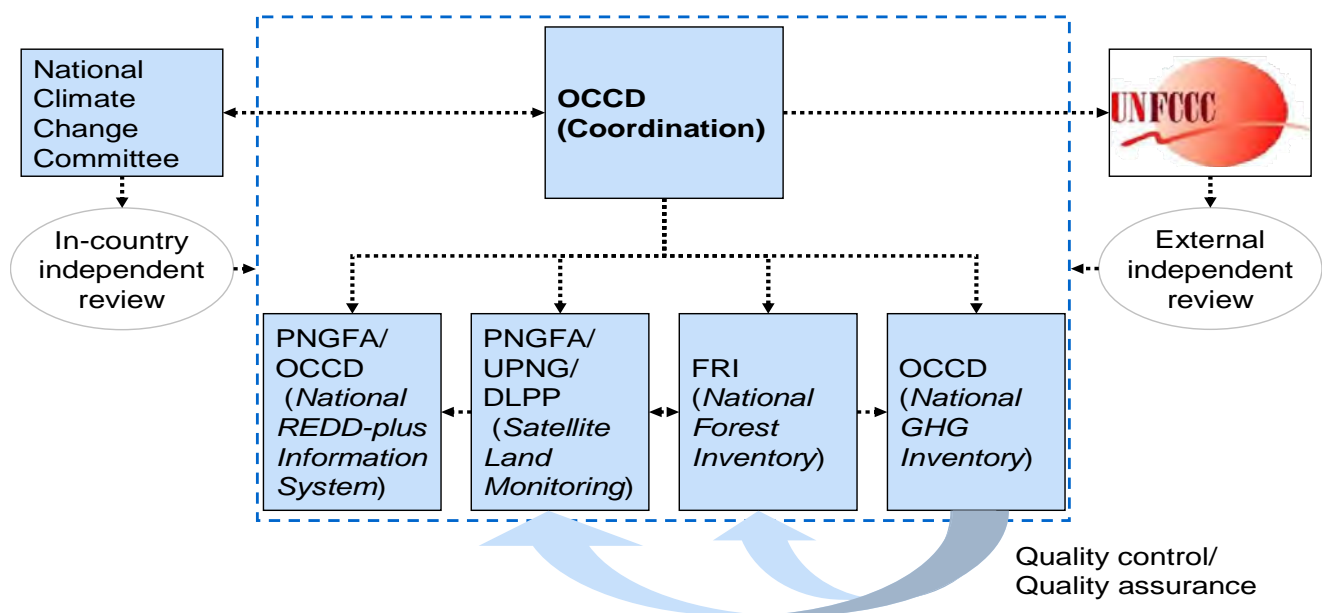 National
Climate
Change
Committee
OCCD
(Coordination)
UNFCCC
In-country
independent
review
External
independent
review
PNGFA/
OCCD
(National
REDD-plus
Information
System)
PNGFA/
UPNG/
DLPP
(Satellite
Land
Monitoring)
FRI
(National
Forest
Inventory)
OCCD
(National
GHG
Inventory)
Quality control/
Quality assurance